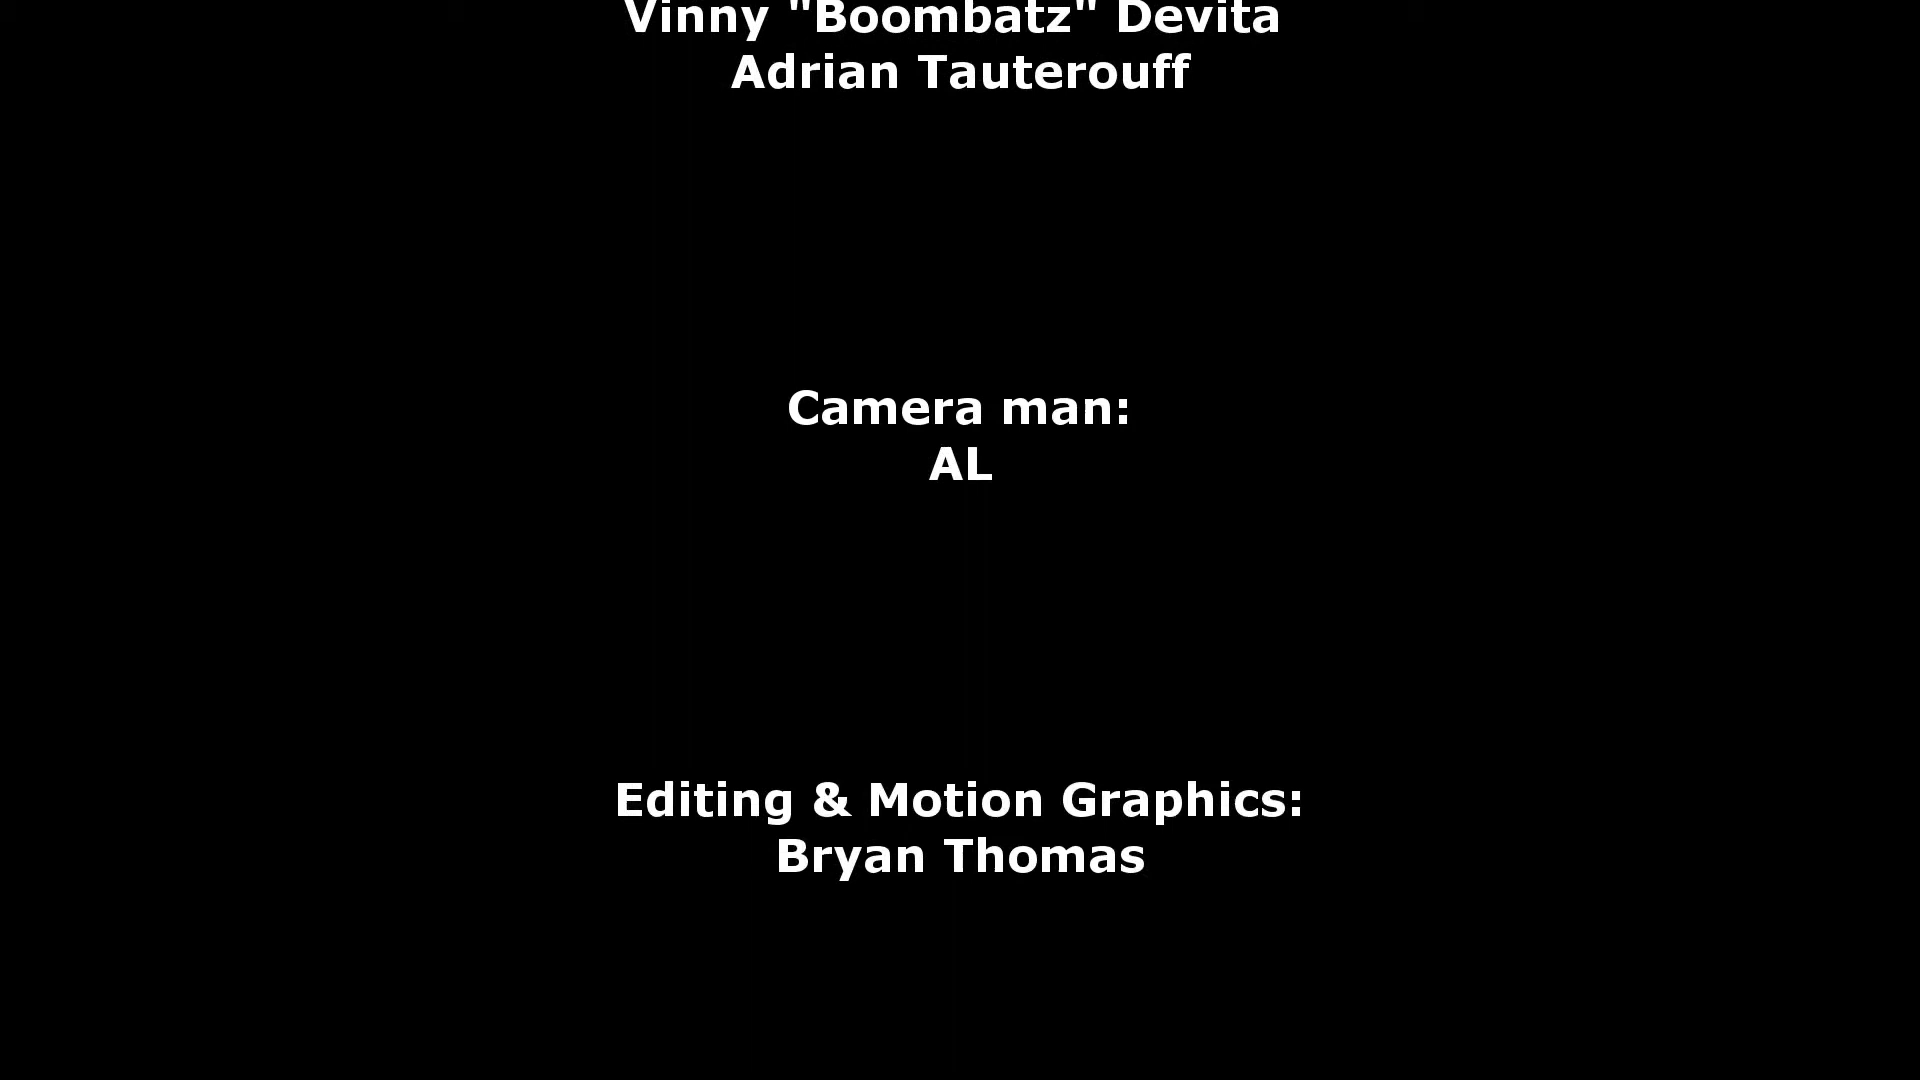 Vinny "Boombatz" Devita
Adrian Tauterouff
Camera man:
AL
Editing & Motion Graphics:
Bryan Thomas